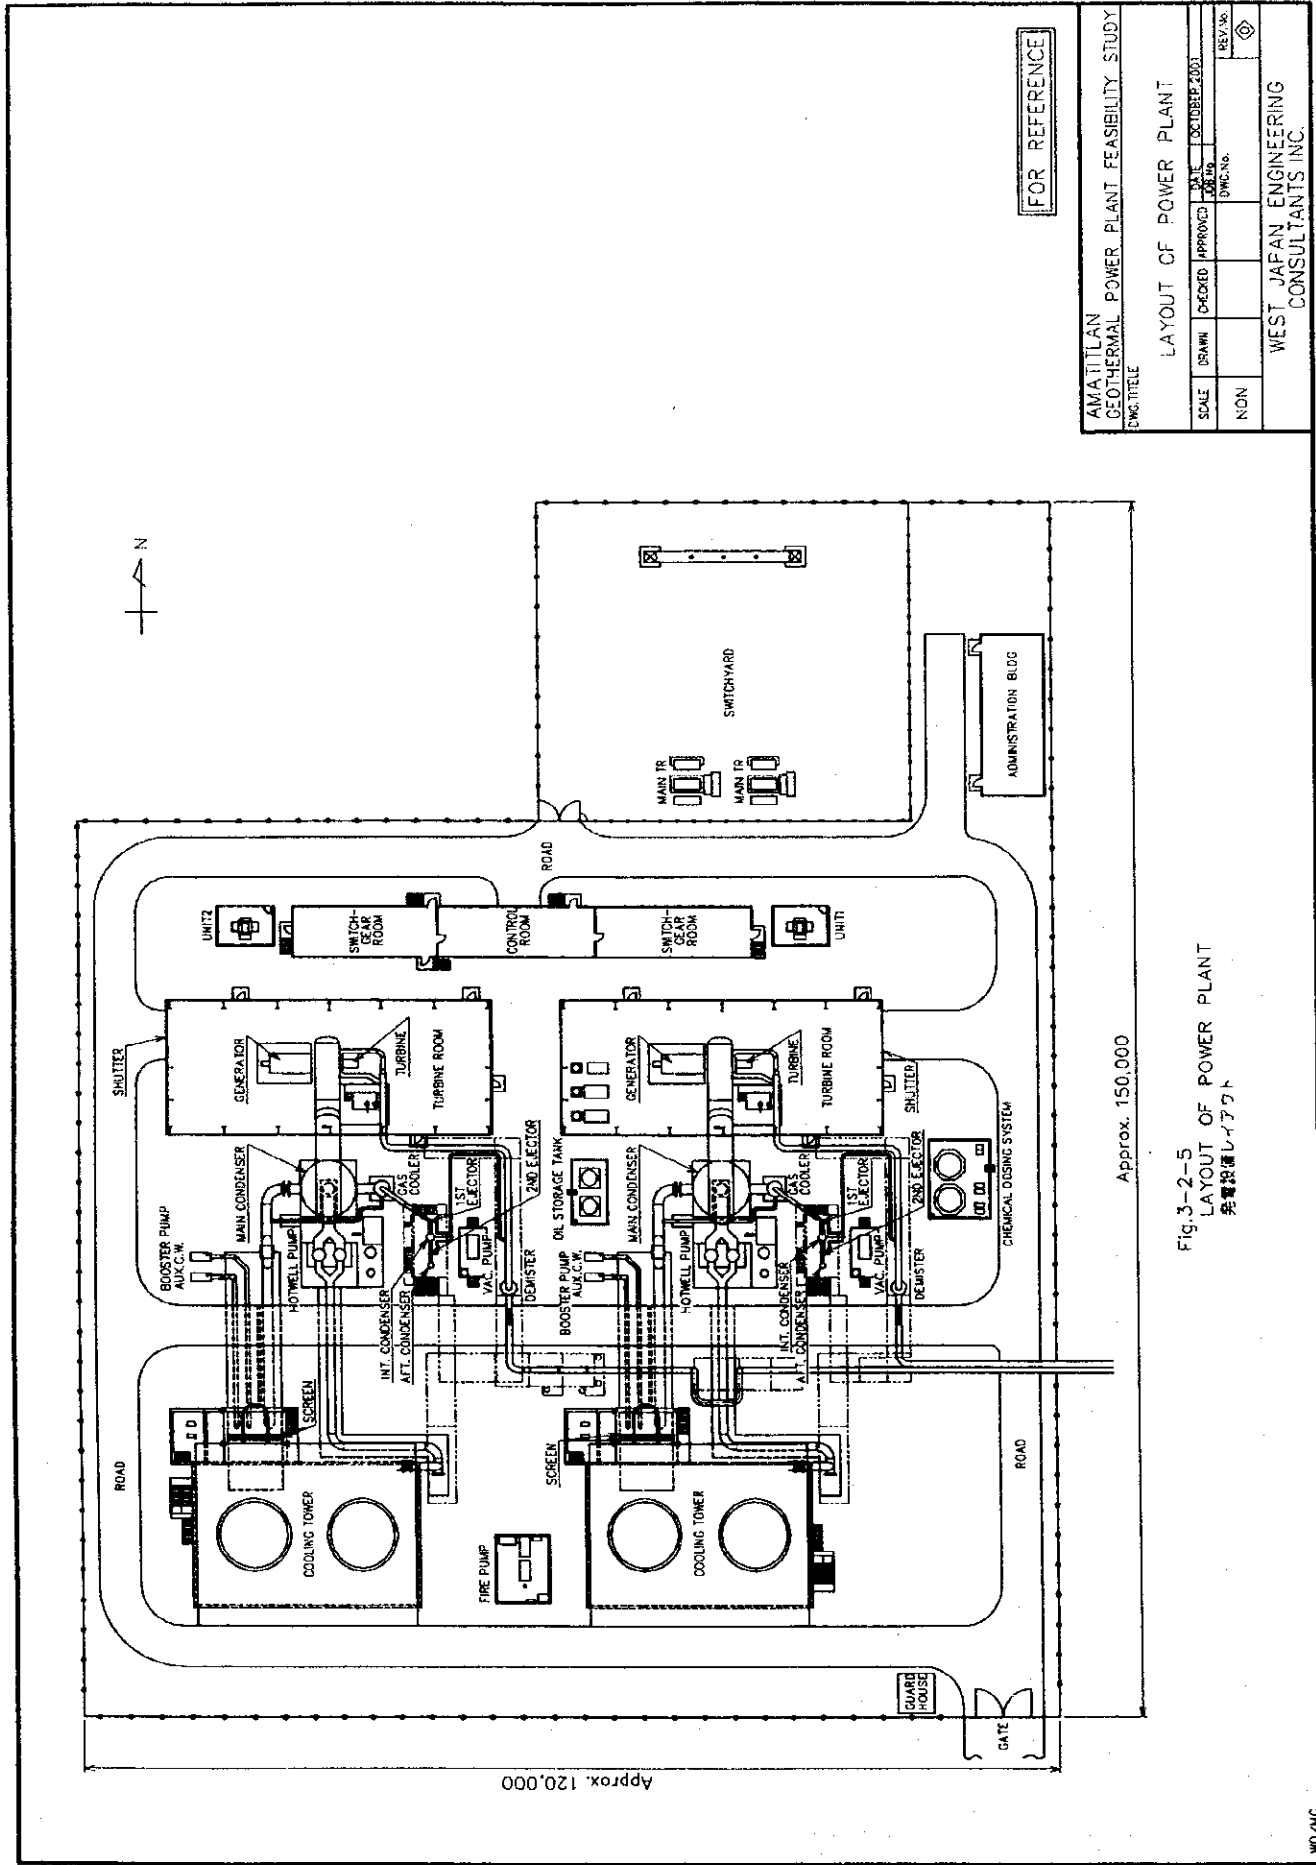 FOR REFERENCE
N
SHUTTER
GENERATOR
TURBINE
TURBINE ROOM
UNIT2
SWITCH-
GEAR
ROOM
CONTROL
ROOM
SWITCH-
GEAR
ROOM
UNIT1
ROAD
MAIN TR
MAIN TR
SWITCHYARD
ADMINISTRATION BLDG
BOOSTER PUMP
AUX.C.W.
MAIN CONDENSER
HOTWELL PUMP
GAS
COOLER
1ST
EJECTOR
2ND EJECTOR
INT. CONDENSER
AFT. CONDENSER
VAC. PUMP
DEMISTER
OIL STORAGE TANK
GENERATOR
TURBINE
TURBINE ROOM
SHUTTER
BOOSTER PUMP
AUX.C.W.
MAIN CONDENSER
HOTWELL PUMP
GAS
COOLER
1ST
EJECTOR
2ND EJECTOR
INT. CONDENSER
AFT. CONDENSER
VAC. PUMP
DEMISTER
CHEMICAL DOSING SYSTEM
ROAD
SCREEN
COOLING TOWER
FIRE PUMP
SCREEN
COOLING TOWER
ROAD
GUARD
HOUSE
GATE
Approx. 120,000
Approx. 150,000
Fig.3-2-5
LAYOUT OF POWER PLANT
発電設備レイアウト
AMATITLAN
GEOTHERMAL POWER PLANT FEASIBILITY STUDY
DWG.TITELE
LAYOUT OF POWER PLANT
SCALE DRAWN CHECKED APPROVED DATE OCTOBER,2001
JOB No
NON DWG.No. REV.No.
WEST JAPAN ENGINEERING
CONSULTANTS INC.